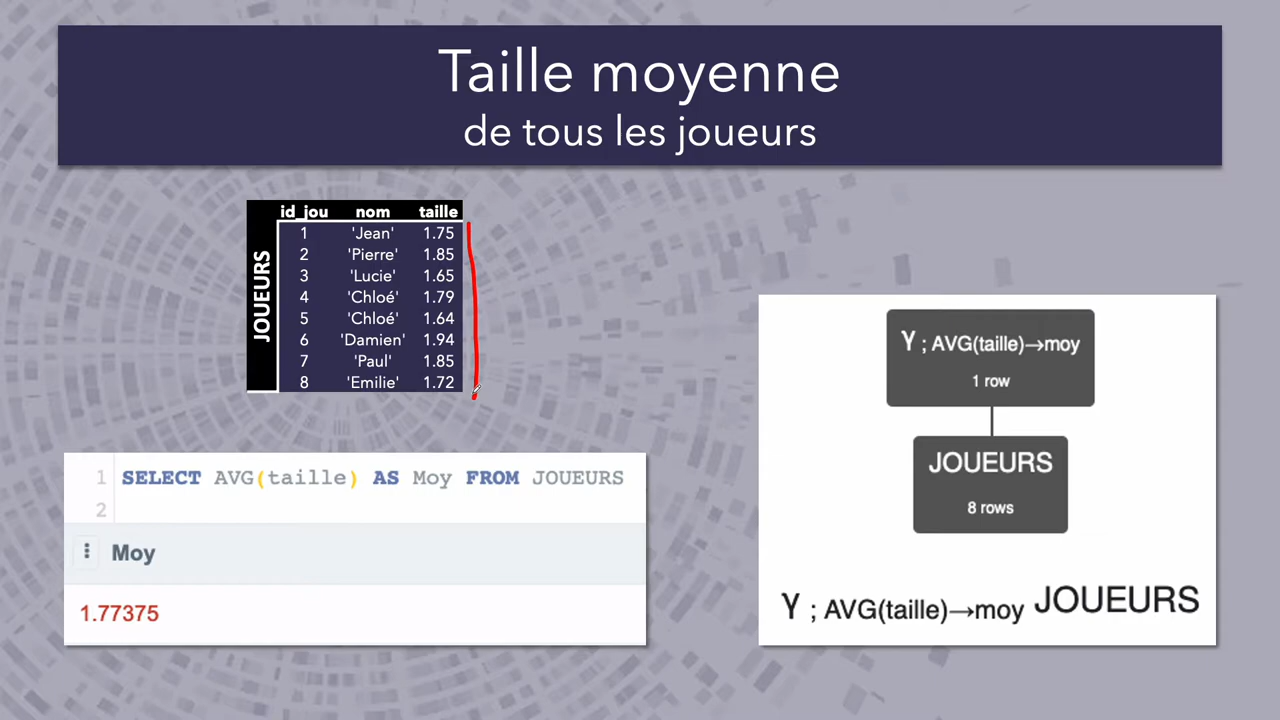 Taille moyenne
de tous les joueurs
JOUEURS
id_jou nom taille
1 'Jean' 1.75
2 'Pierre' 1.85
3 'Lucie' 1.65
4 'Chloé' 1.79
5 'Chloé' 1.64
6 'Damien' 1.94
7 'Paul' 1.85
8 'Emilie' 1.72
1 SELECT AVG(taille) AS Moy FROM JOUEURS
2
Moy
1.77375
γ ; AVG(taille)→moy
1 row
JOUEURS
8 rows
γ ; AVG(taille)→moy JOUEURS